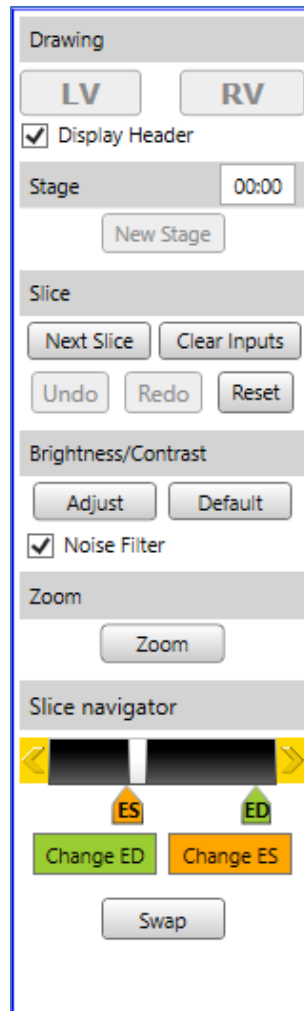 Drawing
LV RV
Display Header
Stage 00:00
New Stage
Slice
Next Slice Clear Inputs
Undo Redo Reset
Brightness/Contrast
Adjust Default
Noise Filter
Zoom
Zoom
Slice navigator
ES ED
Change ED Change ES
Swap